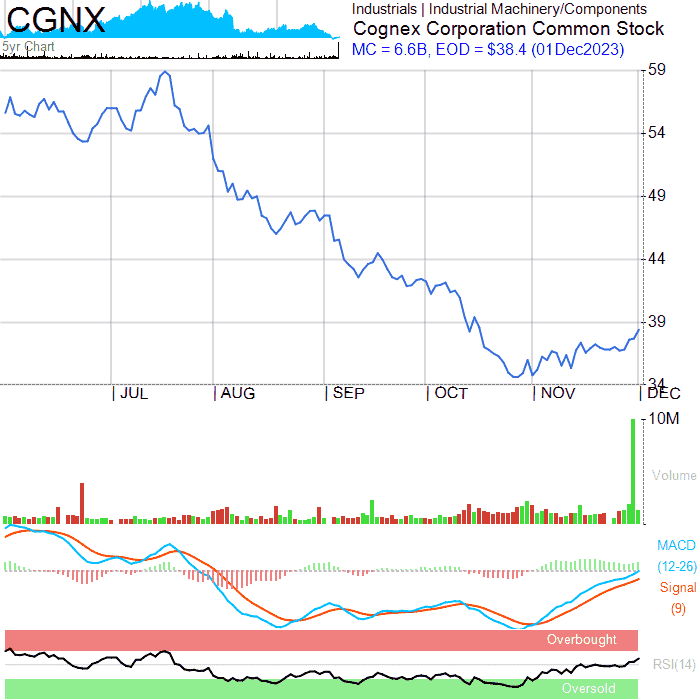 CGNX
5yr Chart
Industrials | Industrial Machinery/Components
Cognex Corporation Common Stock
MC = 6.6B, EOD = $38.4 (01Dec2023)
59
54
49
44
39
34
| JUL | AUG | SEP | OCT | NOV | DEC
10M
Volume
MACD
(12-26)
Signal
(9)
Overbought
RSI(14)
Oversold